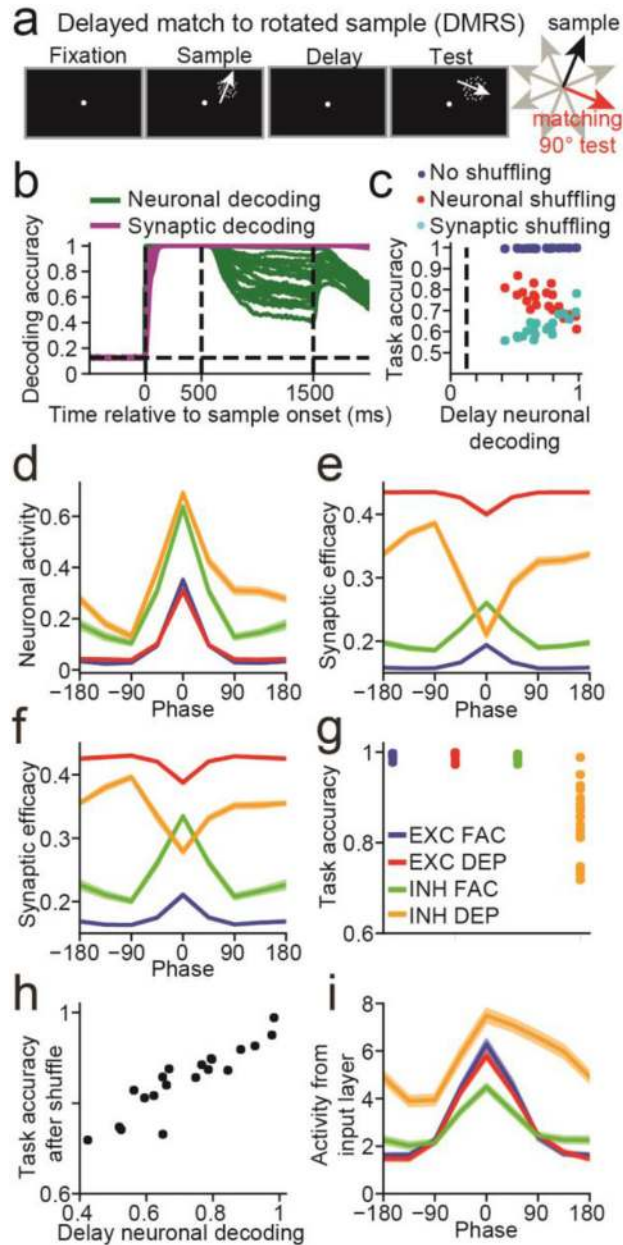 a Delayed match to rotated sample (DMRS)
sample
Fixation Sample Delay Test
matching
90° test
b
Neuronal decoding
Synaptic decoding
Decoding accuracy
1
0.8
0.6
0.4
0.2
0
0 500 1500
Time relative to sample onset (ms)
c
No shuffling
Neuronal shuffling
Synaptic shuffling
Task accuracy
1
0.9
0.8
0.7
0.6
0.5
0 1
Delay neuronal
decoding
d
Neuronal activity
0.6
0.4
0.2
0
−180 −90 0 90 180
Phase
e
Synaptic efficacy
0.4
0.3
0.2
−180 −90 0 90 180
Phase
f
Synaptic efficacy
0.4
0.3
0.2
−180 −90 0 90 180
Phase
g
Task accuracy
1
0.8
0.6
EXC FAC
EXC DEP
INH FAC
INH DEP
h
Task accuracy
after shuffle
1
0.6
0.4 0.6 0.8 1
Delay neuronal decoding
i
Activity from
input layer
8
6
4
2
0
−180 −90 0 90 180
Phase